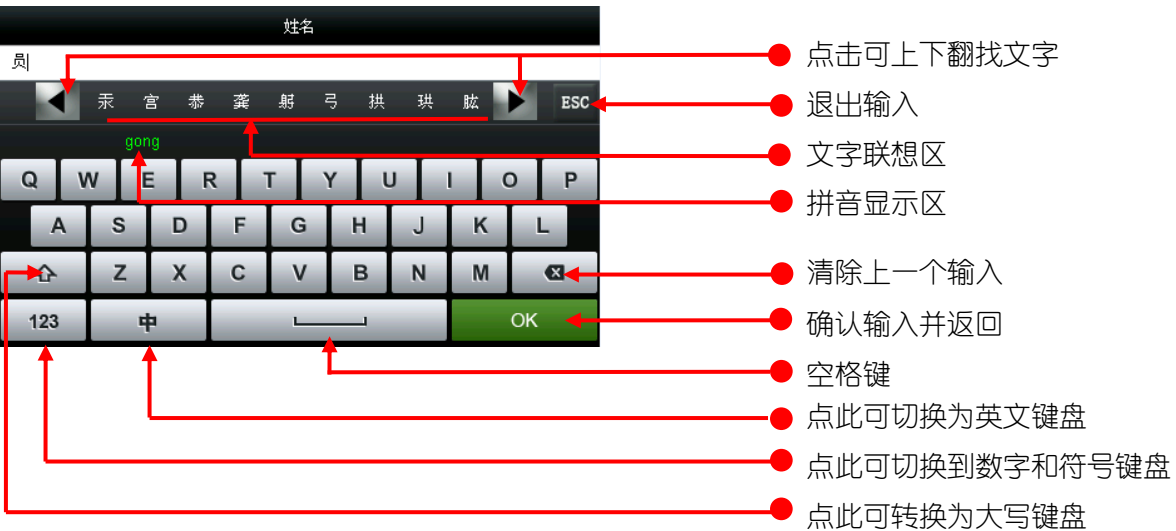 姓名
员
汞 宫 恭 龚 躬 弓 拱 珙 肱 ESC
gong
Q W E R T Y U I O P
A S D F G H J K L
Z X C V B N M
123 中 OK
点击可上下翻找文字
退出输入
文字联想区
拼音显示区
清除上一个输入
确认输入并返回
空格键
点此可切换为英文键盘
点此可切换到数字和符号键盘
点此可转换为大写键盘